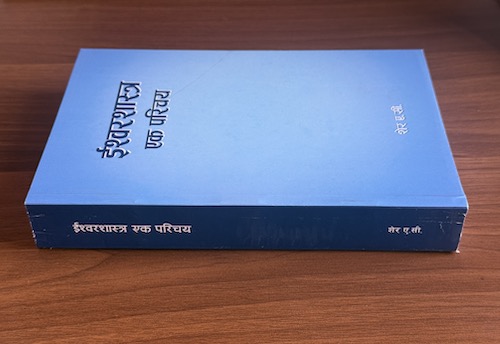 ईश्वरशास्त्र
एक परिचय
शेर ए.सी.
ईश्वरशास्त्र एक परिचय
शेर ए.सी.